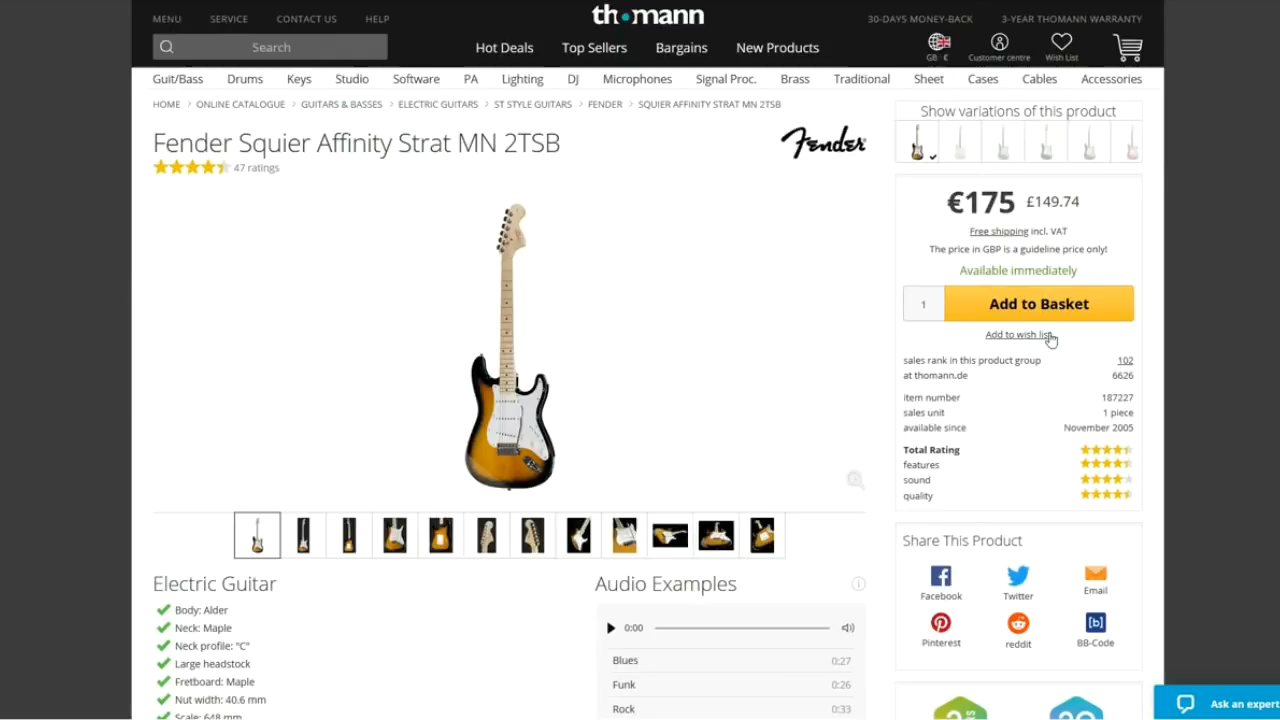 MENU SERVICE CONTACT US HELP
thomann
30-DAYS MONEY-BACK 3-YEAR THOMANN WARRANTY
Search
Hot Deals Top Sellers Bargains New Products
GB € Customer centre Wish List
Guit/Bass Drums Keys Studio Software PA Lighting DJ Microphones Signal Proc. Brass Traditional Sheet Cases Cables Accessories
HOME > ONLINE CATALOGUE > GUITARS & BASSES > ELECTRIC GUITARS > ST STYLE GUITARS > FENDER > SQUIER AFFINITY STRAT MN 2TSB
Fender Squier Affinity Strat MN 2TSB
Fender
47 ratings
Show variations of this product
€175 £149.74
Free shipping incl. VAT
The price in GBP is a guideline price only!
Available immediately
1 Add to Basket
Add to wish list
sales rank in this product group 102
at thomann.de 6626
item number 187227
sales unit 1 piece
available since November 2005
Total Rating
features
sound
quality
Share This Product
Facebook Twitter Email
Pinterest reddit [b] BB-Code
Electric Guitar
Body: Alder
Neck: Maple
Neck profile: "C"
Large headstock
Fretboard: Maple
Nut width: 40.6 mm
Scale: 648 mm
Audio Examples
0:00
Blues 0:27
Funk 0:26
Rock 0:33
Ask an expert